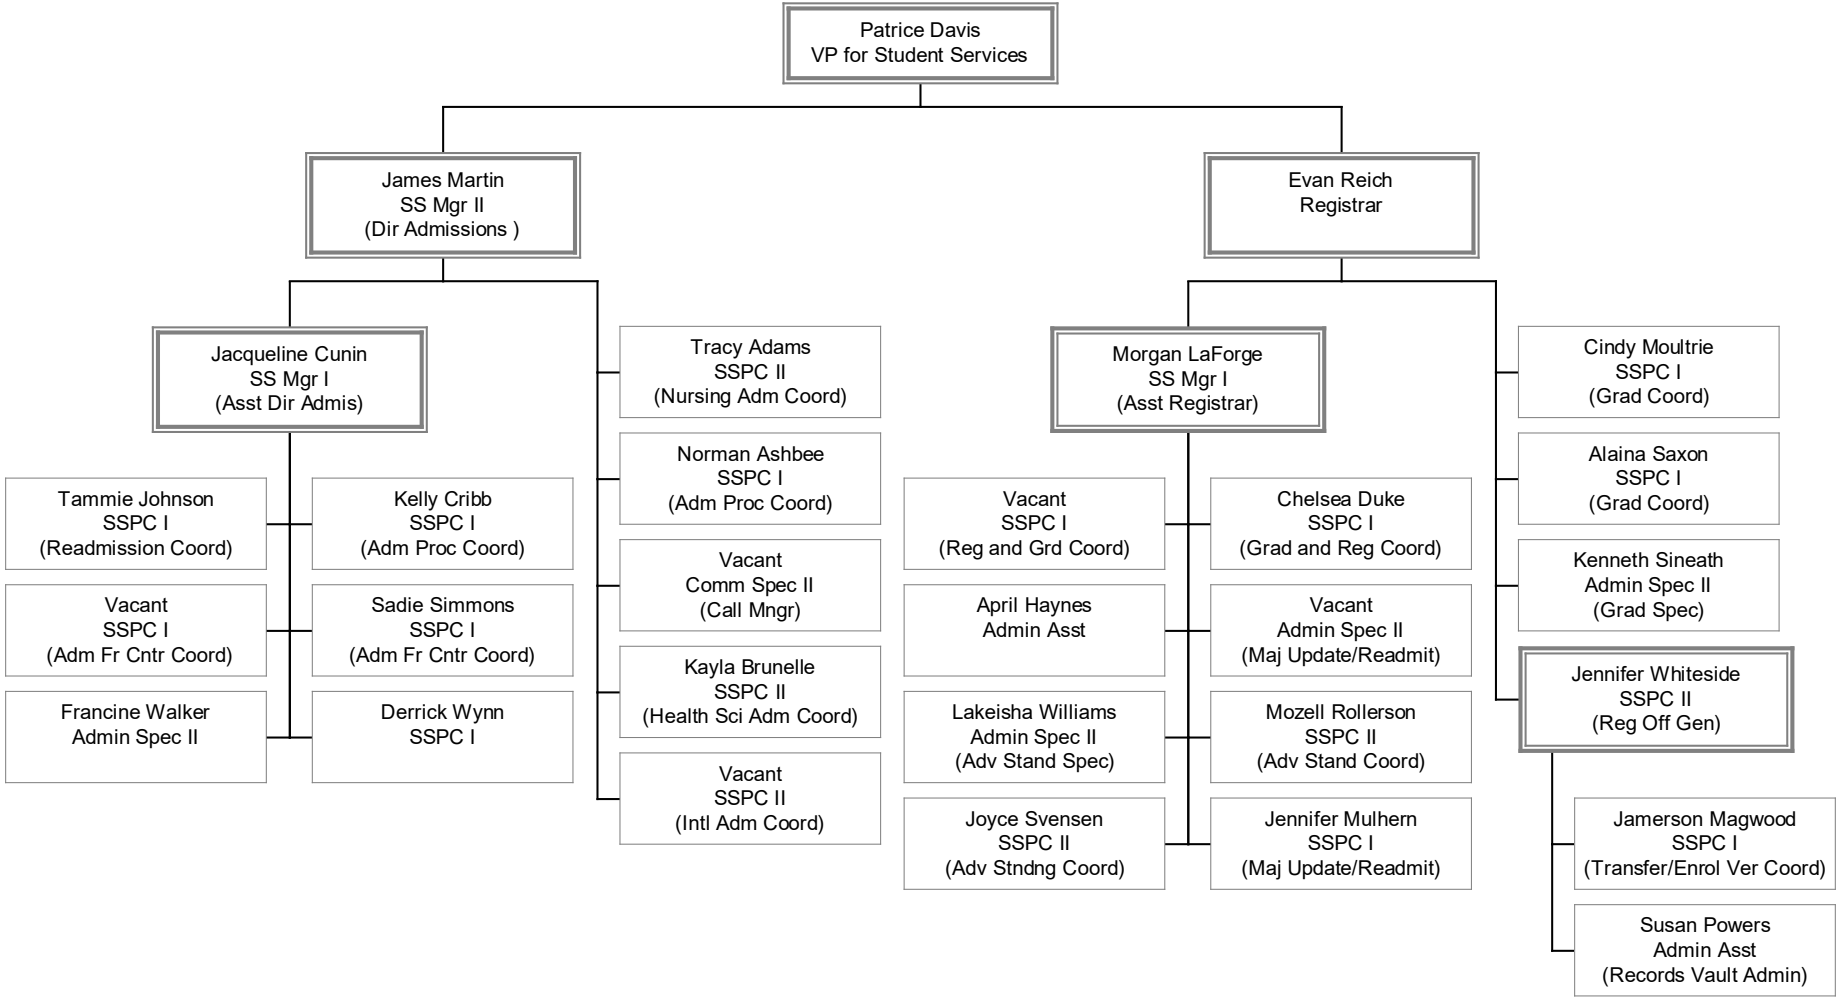 Patrice Davis
VP for Student Services
James Martin
SS Mgr II
(Dir Admissions )
Evan Reich
Registrar
Jacqueline Cunin
SS Mgr I
(Asst Dir Admis)
Tammie Johnson
SSPC I
(Readmission Coord)
Kelly Cribb
SSPC I
(Adm Proc Coord)
Vacant
SSPC I
(Adm Fr Cntr Coord)
Sadie Simmons
SSPC I
(Adm Fr Cntr Coord)
Francine Walker
Admin Spec II
Derrick Wynn
SSPC I
Tracy Adams
SSPC II
(Nursing Adm Coord)
Norman Ashbee
SSPC I
(Adm Proc Coord)
Vacant
Comm Spec II
(Call Mngr)
Kayla Brunelle
SSPC II
(Health Sci Adm Coord)
Vacant
SSPC II
(Intl Adm Coord)
Morgan LaForge
SS Mgr I
(Asst Registrar)
Vacant
SSPC I
(Reg and Grd Coord)
Chelsea Duke
SSPC I
(Grad and Reg Coord)
April Haynes
Admin Asst
Vacant
Admin Spec II
(Maj Update/Readmit)
Lakeisha Williams
Admin Spec II
(Adv Stand Spec)
Mozell Rollerson
SSPC II
(Adv Stand Coord)
Joyce Svensen
SSPC II
(Adv Stndng Coord)
Jennifer Mulhern
SSPC I
(Maj Update/Readmit)
Cindy Moultrie
SSPC I
(Grad Coord)
Alaina Saxon
SSPC I
(Grad Coord)
Kenneth Sineath
Admin Spec II
(Grad Spec)
Jennifer Whiteside
SSPC II
(Reg Off Gen)
Jamerson Magwood
SSPC I
(Transfer/Enrol Ver Coord)
Susan Powers
Admin Asst
(Records Vault Admin)